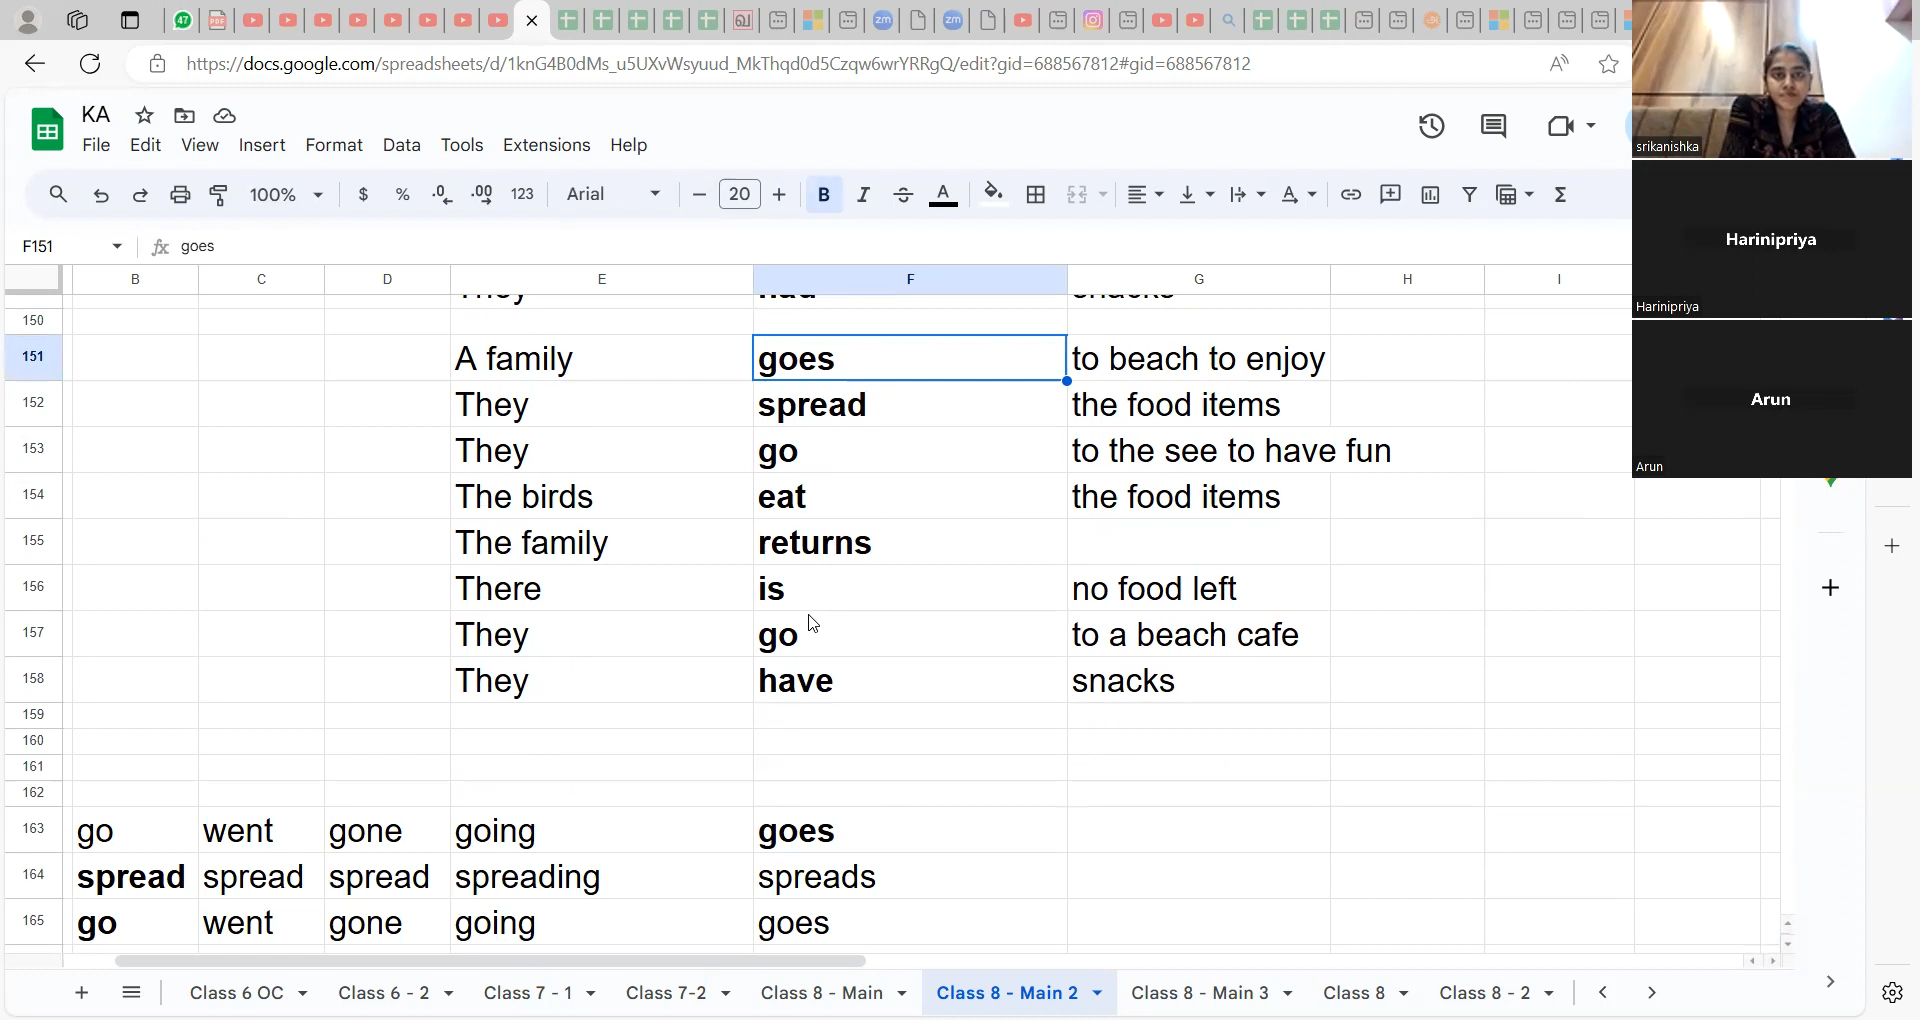 https://docs.google.com/spreadsheets/d/1knG4B0dMs_u5UXvWsyuud_MkThqd0d5Czqw6wrYRRgQ/edit?gid=688567812#gid=688567812
KA
File Edit View Insert Format Data Tools Extensions Help
100% $ % .0 .00 123 Arial 20 B I A
F151 fx goes
B C D E F G H I
They had snacks
150
151 A family goes to beach to enjoy
152 They spread the food items
153 They go to the see to have fun
154 The birds eat the food items
155 The family returns
156 There is no food left
157 They go to a beach cafe
158 They have snacks
159
160
161
162
163 go went gone going goes
164 spread spread spread spreading spreads
165 go went gone going goes
Class 6 OC Class 6 - 2 Class 7 - 1 Class 7-2 Class 8 - Main Class 8 - Main 2 Class 8 - Main 3 Class 8 Class 8 - 2
srikanishka
Harinipriya
Harinipriya
Arun
Arun